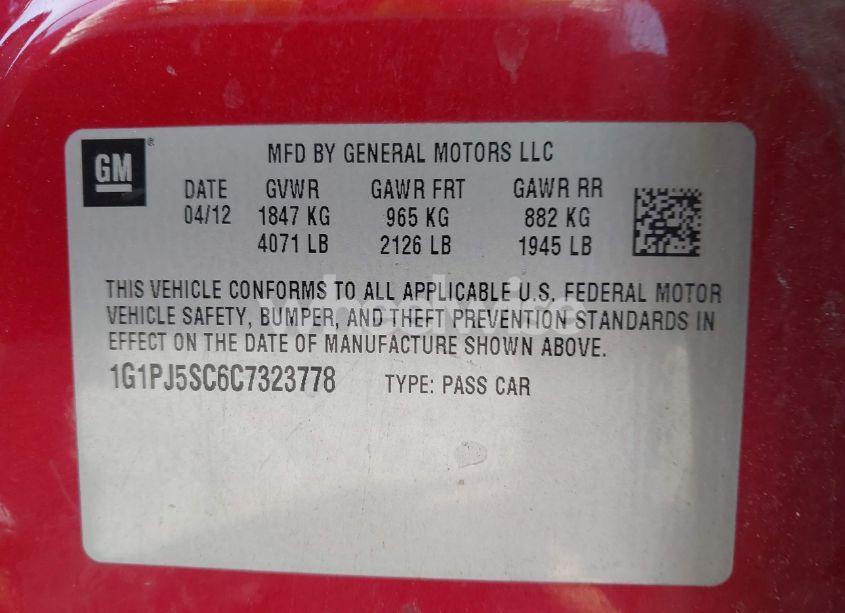 GM ®
MFD BY GENERAL MOTORS LLC
DATE GVWR GAWR FRT GAWR RR
04/12 1847 KG 965 KG 882 KG
4071 LB 2126 LB 1945 LB
THIS VEHICLE CONFORMS TO ALL APPLICABLE U.S. FEDERAL MOTOR
VEHICLE SAFETY, BUMPER, AND THEFT PREVENTION STANDARDS IN
EFFECT ON THE DATE OF MANUFACTURE SHOWN ABOVE.
1G1PJ5SC6C7323778 TYPE: PASS CAR